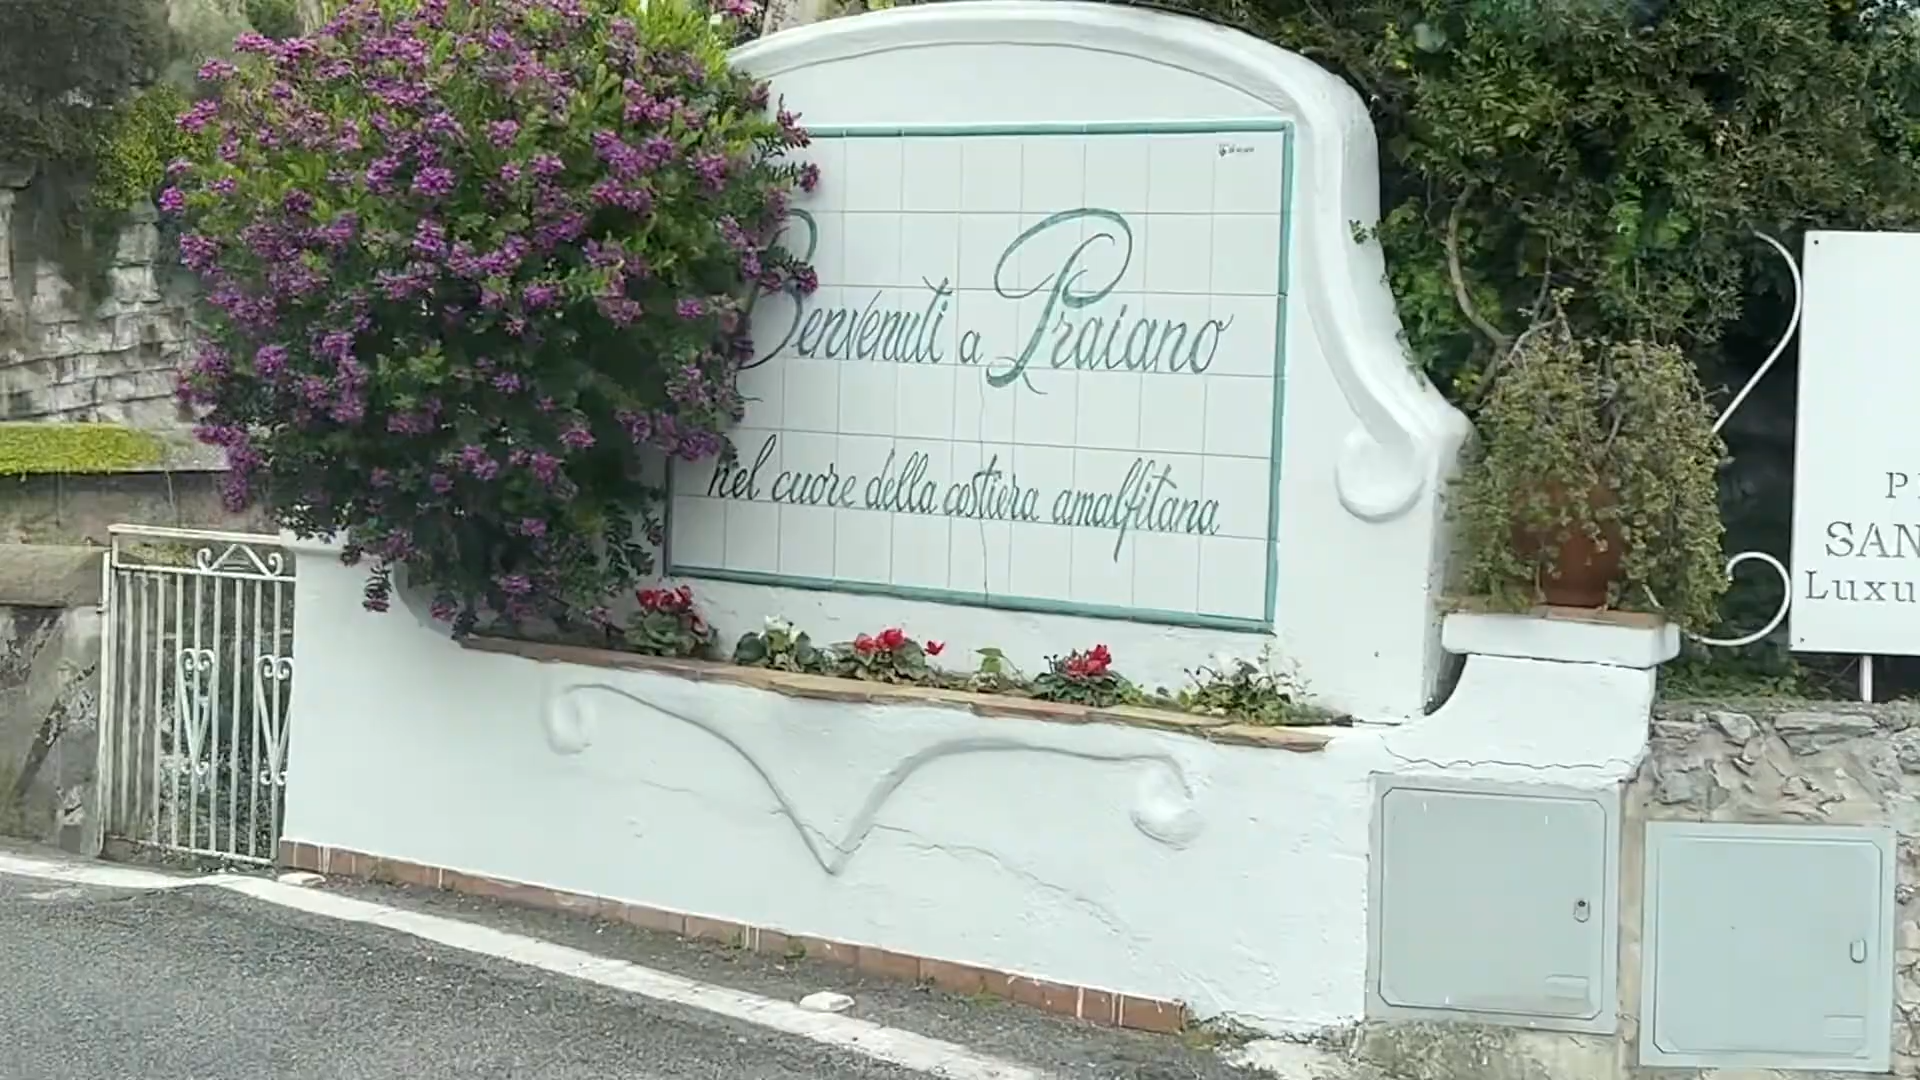 Benvenuti a Praiano
nel cuore della costiera amalfitana
P
SAN
Luxu